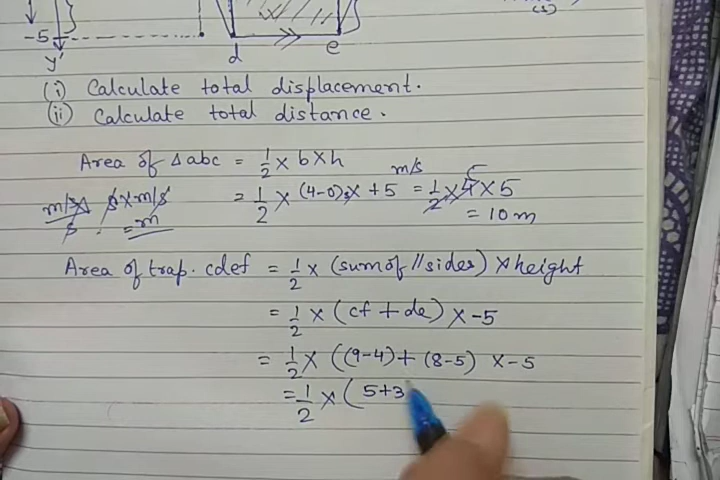 (s)
-5
y'
d
e
(i) Calculate total displacement.
(ii) Calculate total distance.
Area of Δabc = 1/2 × b × h
= 1/2 × (4-0)s × +5 m/s = 1/2 × 4 × 5
= 10 m
s × m/s
= m
Area of trap. cdef = 1/2 × (sum of // sides) × height
= 1/2 × (cf + de) × -5
= 1/2 × ((9-4) + (8-5) × -5
= 1/2 × ( 5+3